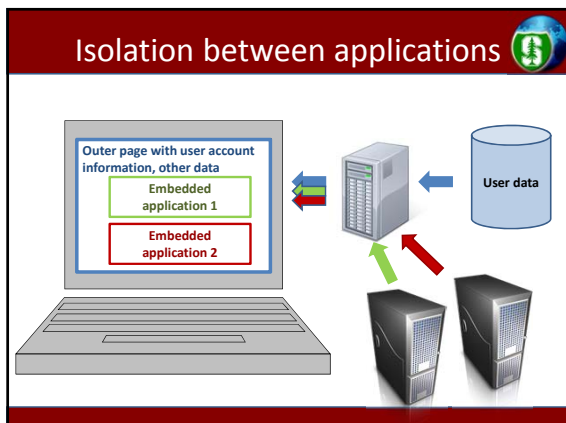 Isolation between applications
Outer page with user account
information, other data
Embedded
application 1
Embedded
application 2
User data